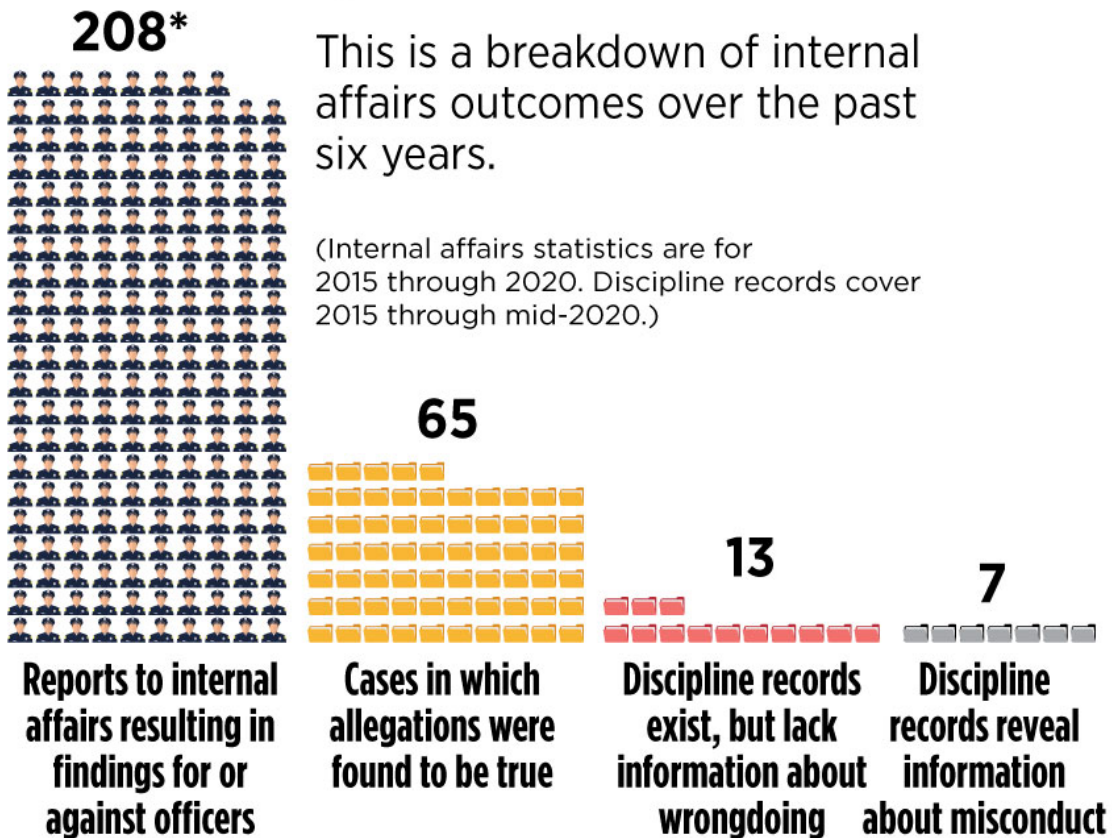 208*
This is a breakdown of internal
affairs outcomes over the past
six years.
(Internal affairs statistics are for
2015 through 2020. Discipline records cover
2015 through mid-2020.)
65
13
7
Reports to internal
affairs resulting in
findings for or
against officers
Cases in which
allegations were
found to be true
Discipline records
exist, but lack
information about
wrongdoing
Discipline
records reveal
information
about misconduct